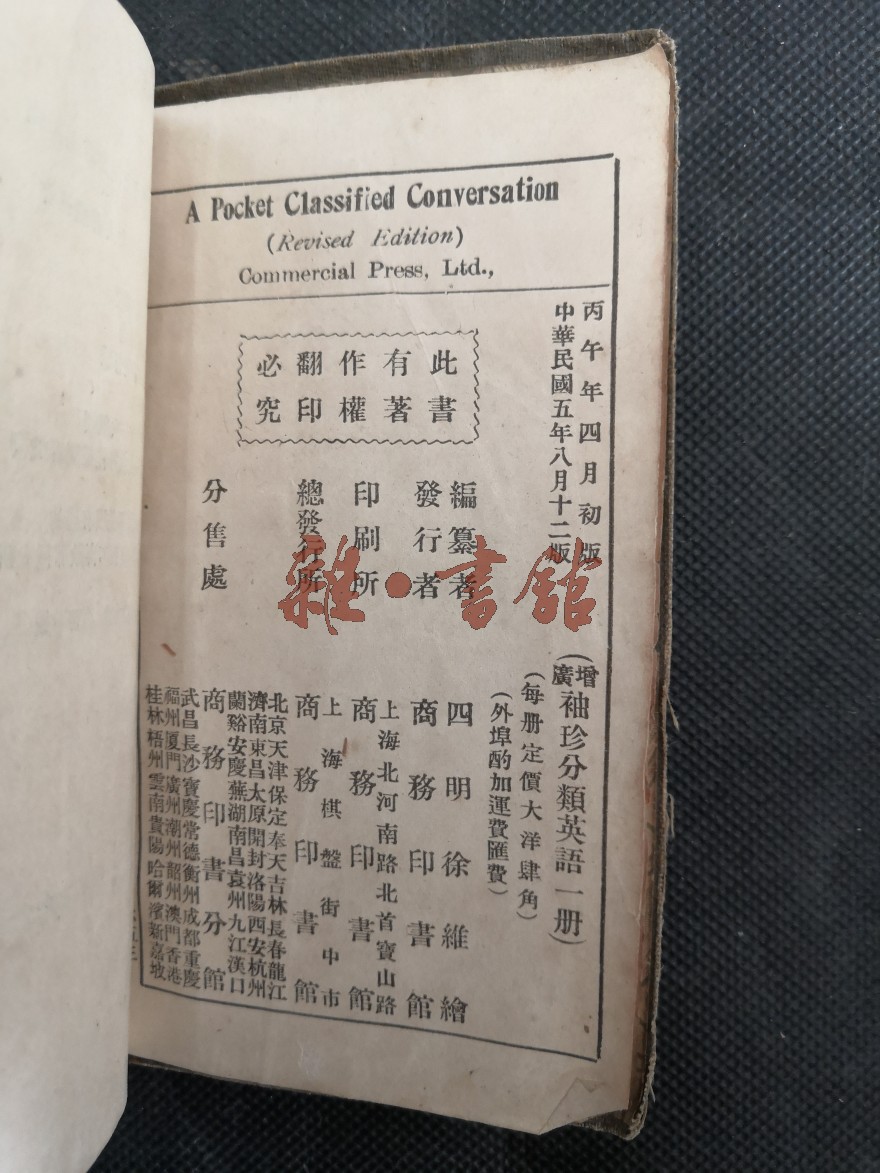 A Pocket Classified Conversation
(Revised Edition)
Commercial Press, Ltd.,
丙午年四月初版
中華民國五年八月十二版
此書有著作權翻印必究
(增廣袖珍分類英語一册)
(每册定價大洋肆角)
(外埠酌加運費匯費)
編纂者 四明徐維繪
發行者 商務印書館
印刷所 上海北河南路北首寶山路
商務印書館
總發行所 上海棋盤街中市
商務印書館
分售處 北京天津保定奉天吉林長春龍江
濟南東昌太原開封洛陽西安杭州
蘭谿安慶蕪湖南昌袁州九江漢口
商務印書分館
武昌長沙寶慶常德衡州成都重慶
福州厦門廣州潮州韶州澳門香港
桂林梧州雲南貴陽哈爾濱新嘉坡
雜·書館